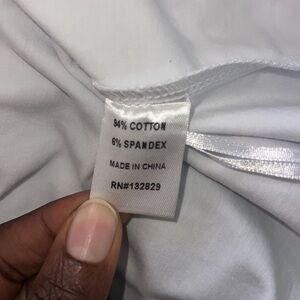 94% COTTON
6% SPANDEX
MADE IN CHINA
RN#132829